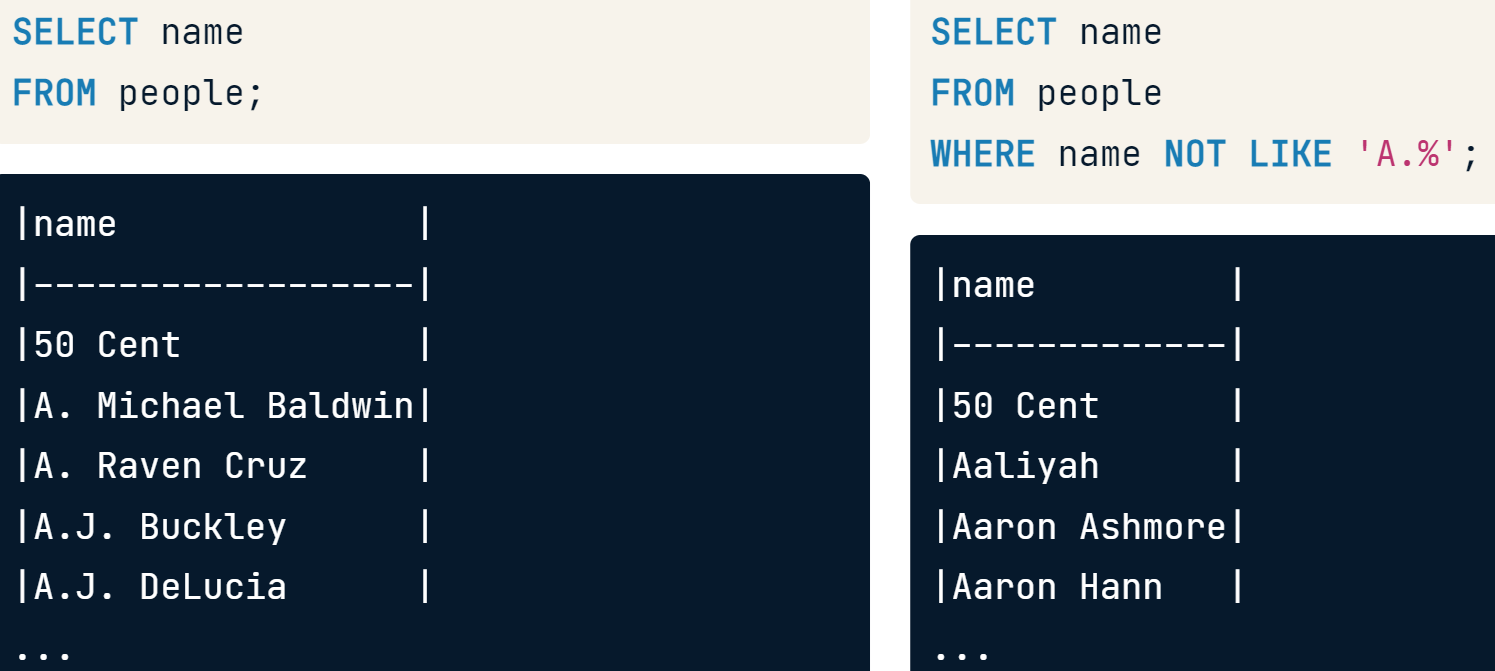 SELECT name
FROM people;
|name              |
|------------------|
|50 Cent           |
|A. Michael Baldwin|
|A. Raven Cruz     |
|A.J. Buckley      |
|A.J. DeLucia      |
...
SELECT name
FROM people
WHERE name NOT LIKE 'A.%';
|name         |
|-------------|
|50 Cent      |
|Aaliyah      |
|Aaron Ashmore|
|Aaron Hann   |
...